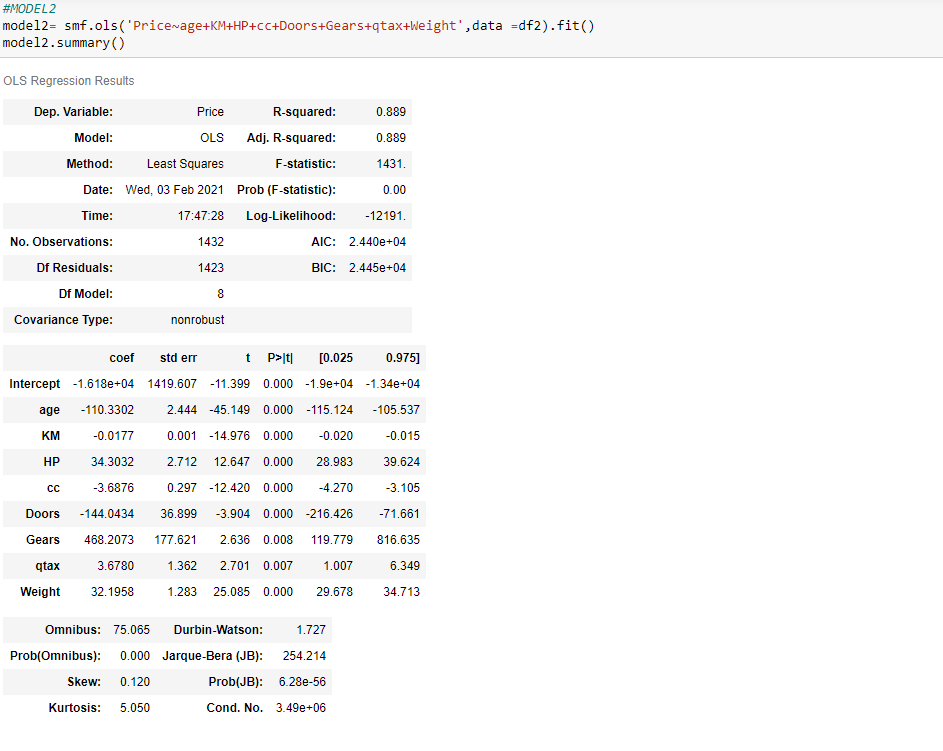 #MODEL2
model2= smf.ols('Price~age+KM+HP+cc+Doors+Gears+qtax+Weight',data =df2).fit()
model2.summary()
OLS Regression Results
Dep. Variable: Price R-squared: 0.889
Model: OLS Adj. R-squared: 0.889
Method: Least Squares F-statistic: 1431.
Date: Wed, 03 Feb 2021 Prob (F-statistic): 0.00
Time: 17:47:28 Log-Likelihood: -12191.
No. Observations: 1432 AIC: 2.440e+04
Df Residuals: 1423 BIC: 2.445e+04
Df Model: 8
Covariance Type: nonrobust
coef std err t P>|t| [0.025 0.975]
Intercept -1.618e+04 1419.607 -11.399 0.000 -1.9e+04 -1.34e+04
age -110.3302 2.444 -45.149 0.000 -115.124 -105.537
KM -0.0177 0.001 -14.976 0.000 -0.020 -0.015
HP 34.3032 2.712 12.647 0.000 28.983 39.624
cc -3.6876 0.297 -12.420 0.000 -4.270 -3.105
Doors -144.0434 36.899 -3.904 0.000 -216.426 -71.661
Gears 468.2073 177.621 2.636 0.008 119.779 816.635
qtax 3.6780 1.362 2.701 0.007 1.007 6.349
Weight 32.1958 1.283 25.085 0.000 29.678 34.713
Omnibus: 75.065 Durbin-Watson: 1.727
Prob(Omnibus): 0.000 Jarque-Bera (JB): 254.214
Skew: 0.120 Prob(JB): 6.28e-56
Kurtosis: 5.050 Cond. No. 3.49e+06